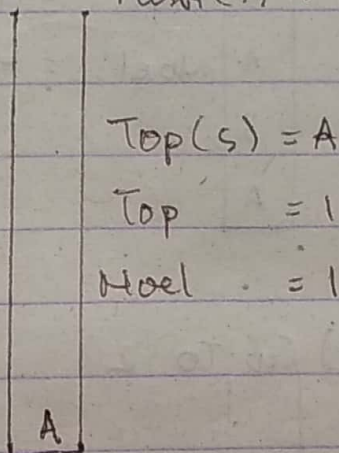 Top(s) = A
Top = 1
Noel = 1
A